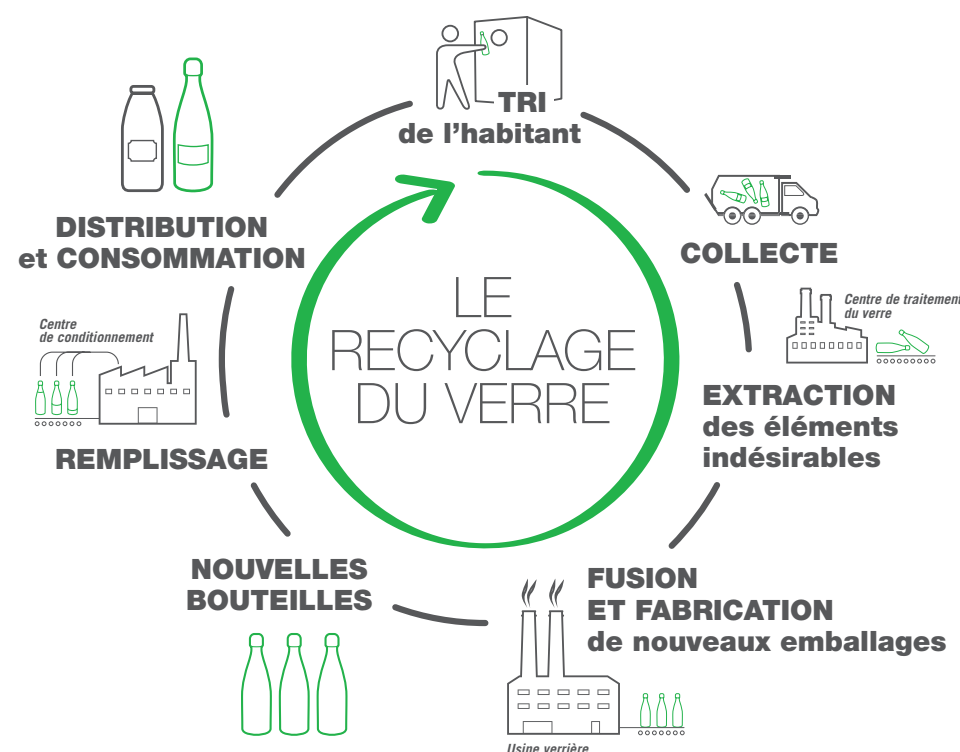 LE
RECYCLAGE
DU VERRE
TRI
de l'habitant
COLLECTE
Centre de traitement
du verre
EXTRACTION
des éléments
indésirables
FUSION
ET FABRICATION
de nouveaux emballages
Usine verrière
NOUVELLES
BOUTEILLES
REMPLISSAGE
Centre
de conditionnement
DISTRIBUTION
et CONSOMMATION